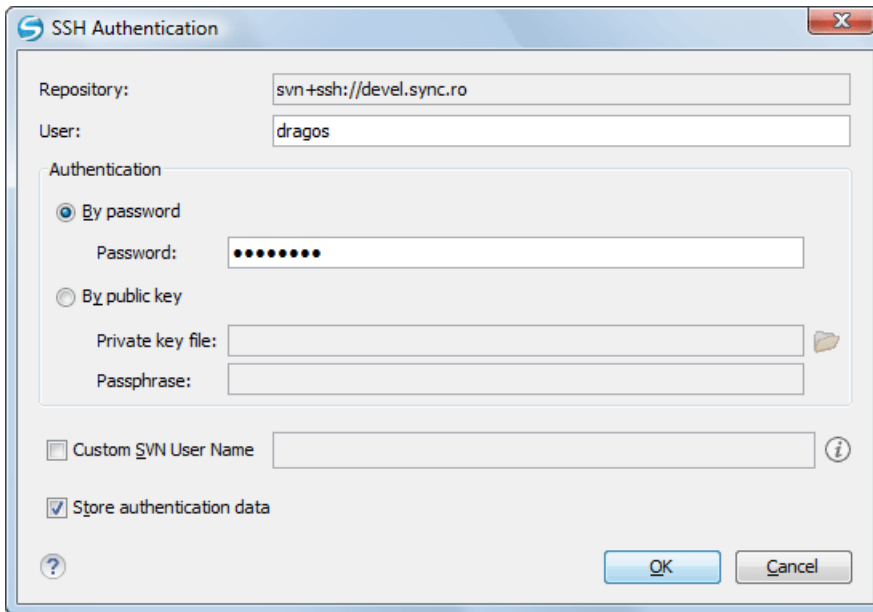 SSH Authentication
Repository: svn+ssh://devel.sync.ro
User: dragos
Authentication
By password
Password: ••••••••
By public key
Private key file:
Passphrase:
Custom SVN User Name
Store authentication data
OK Cancel